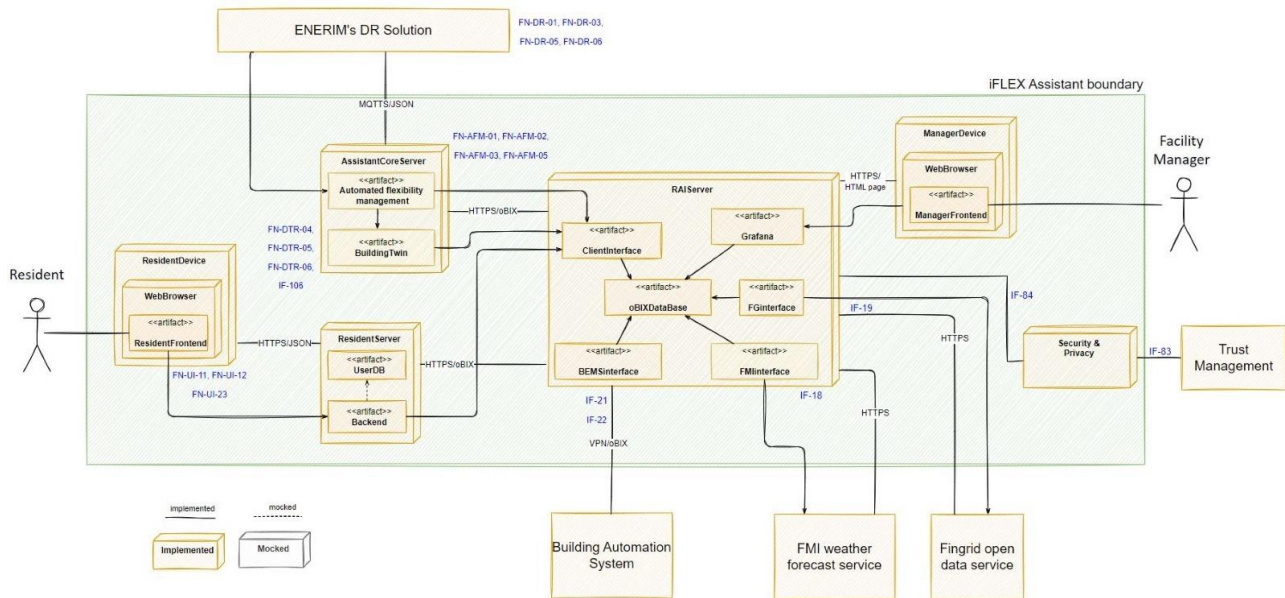 ENERIM's DR Solution
FN-DR-01, FN-DR-03,
FN-DR-05, FN-DR-06
iFLEX Assistant boundary
MQTTS/JSON
FN-AFM-01, FN-AFM-02,
FN-AFM-03, FN-AFM-05
AssistantCoreServer
<<artifact>>
Automated flexibility
management
<<artifact>>
BuildingTwin
HTTPS/oBIX
FN-DTR-04,
FN-DTR-05,
FN-DTR-06,
IF-106
RAIServer
<<artifact>>
ClientInterface
<<artifact>>
Grafana
<<artifact>>
oBIXDataBase
<<artifact>>
FGinterface
<<artifact>>
BEMSinterface
<<artifact>>
FMIinterface
HTTPS/
HTML page
ManagerDevice
WebBrowser
<<artifact>>
ManagerFrontend
Facility
Manager
Resident
ResidentDevice
WebBrowser
<<artifact>>
ResidentFrontend
FN-UI-11, FN-UI-12
FN-UI-23
HTTPS/JSON
ResidentServer
<<artifact>>
UserDB
<<artifact>>
Backend
HTTPS/oBIX
IF-21
IF-22
VPN/oBIX
IF-18
HTTPS
IF-19
HTTPS
IF-84
Security &
Privacy
IF-83
Trust
Management
implemented
mocked
Implemented
Mocked
Building Automation
System
FMI weather
forecast service
Fingrid open
data service